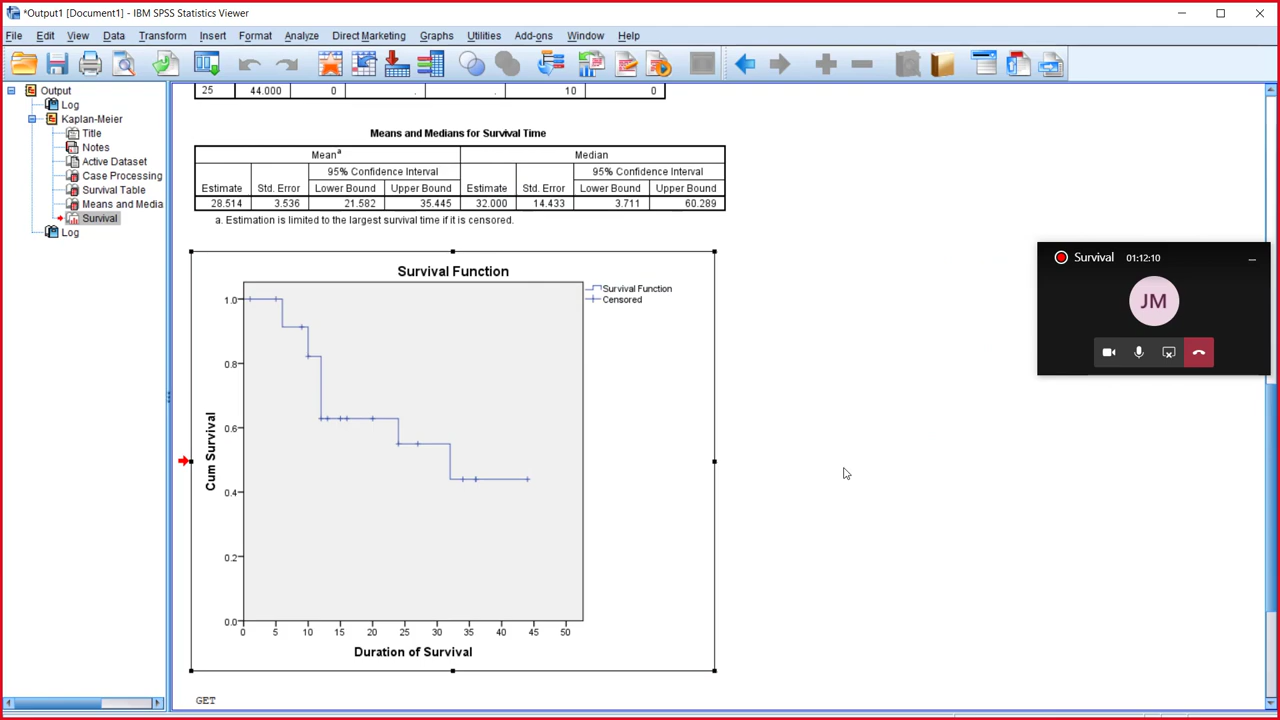 *Output1 [Document1] - IBM SPSS Statistics Viewer
File Edit View Data Transform Insert Format Analyze Direct Marketing Graphs Utilities Add-ons Window Help
Output
Log
Kaplan-Meier
Title
Notes
Active Dataset
Case Processing
Survival Table
Means and Media
Survival
Log
25 44.000 0 . . 10 0
Means and Medians for Survival Time
Meana Median
95% Confidence Interval 95% Confidence Interval
Estimate Std. Error Lower Bound Upper Bound Estimate Std. Error Lower Bound Upper Bound
28.514 3.536 21.582 35.445 32.000 14.433 3.711 60.289
a. Estimation is limited to the largest survival time if it is censored.
Survival Function
Survival Function
Censored
1.0
0.8
0.6
0.4
0.2
0.0
Cum Survival
0 5 10 15 20 25 30 35 40 45 50
Duration of Survival
GET
Survival 01:12:10
JM